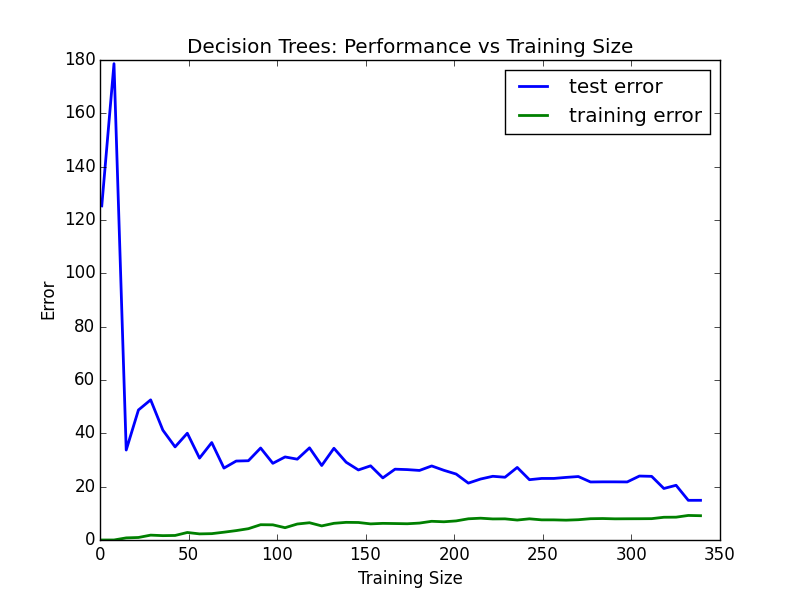 Decision Trees: Performance vs Training Size
test error
training error
180
160
140
120
100
80
60
40
20
0
Error
0 50 100 150 200 250 300 350
Training Size